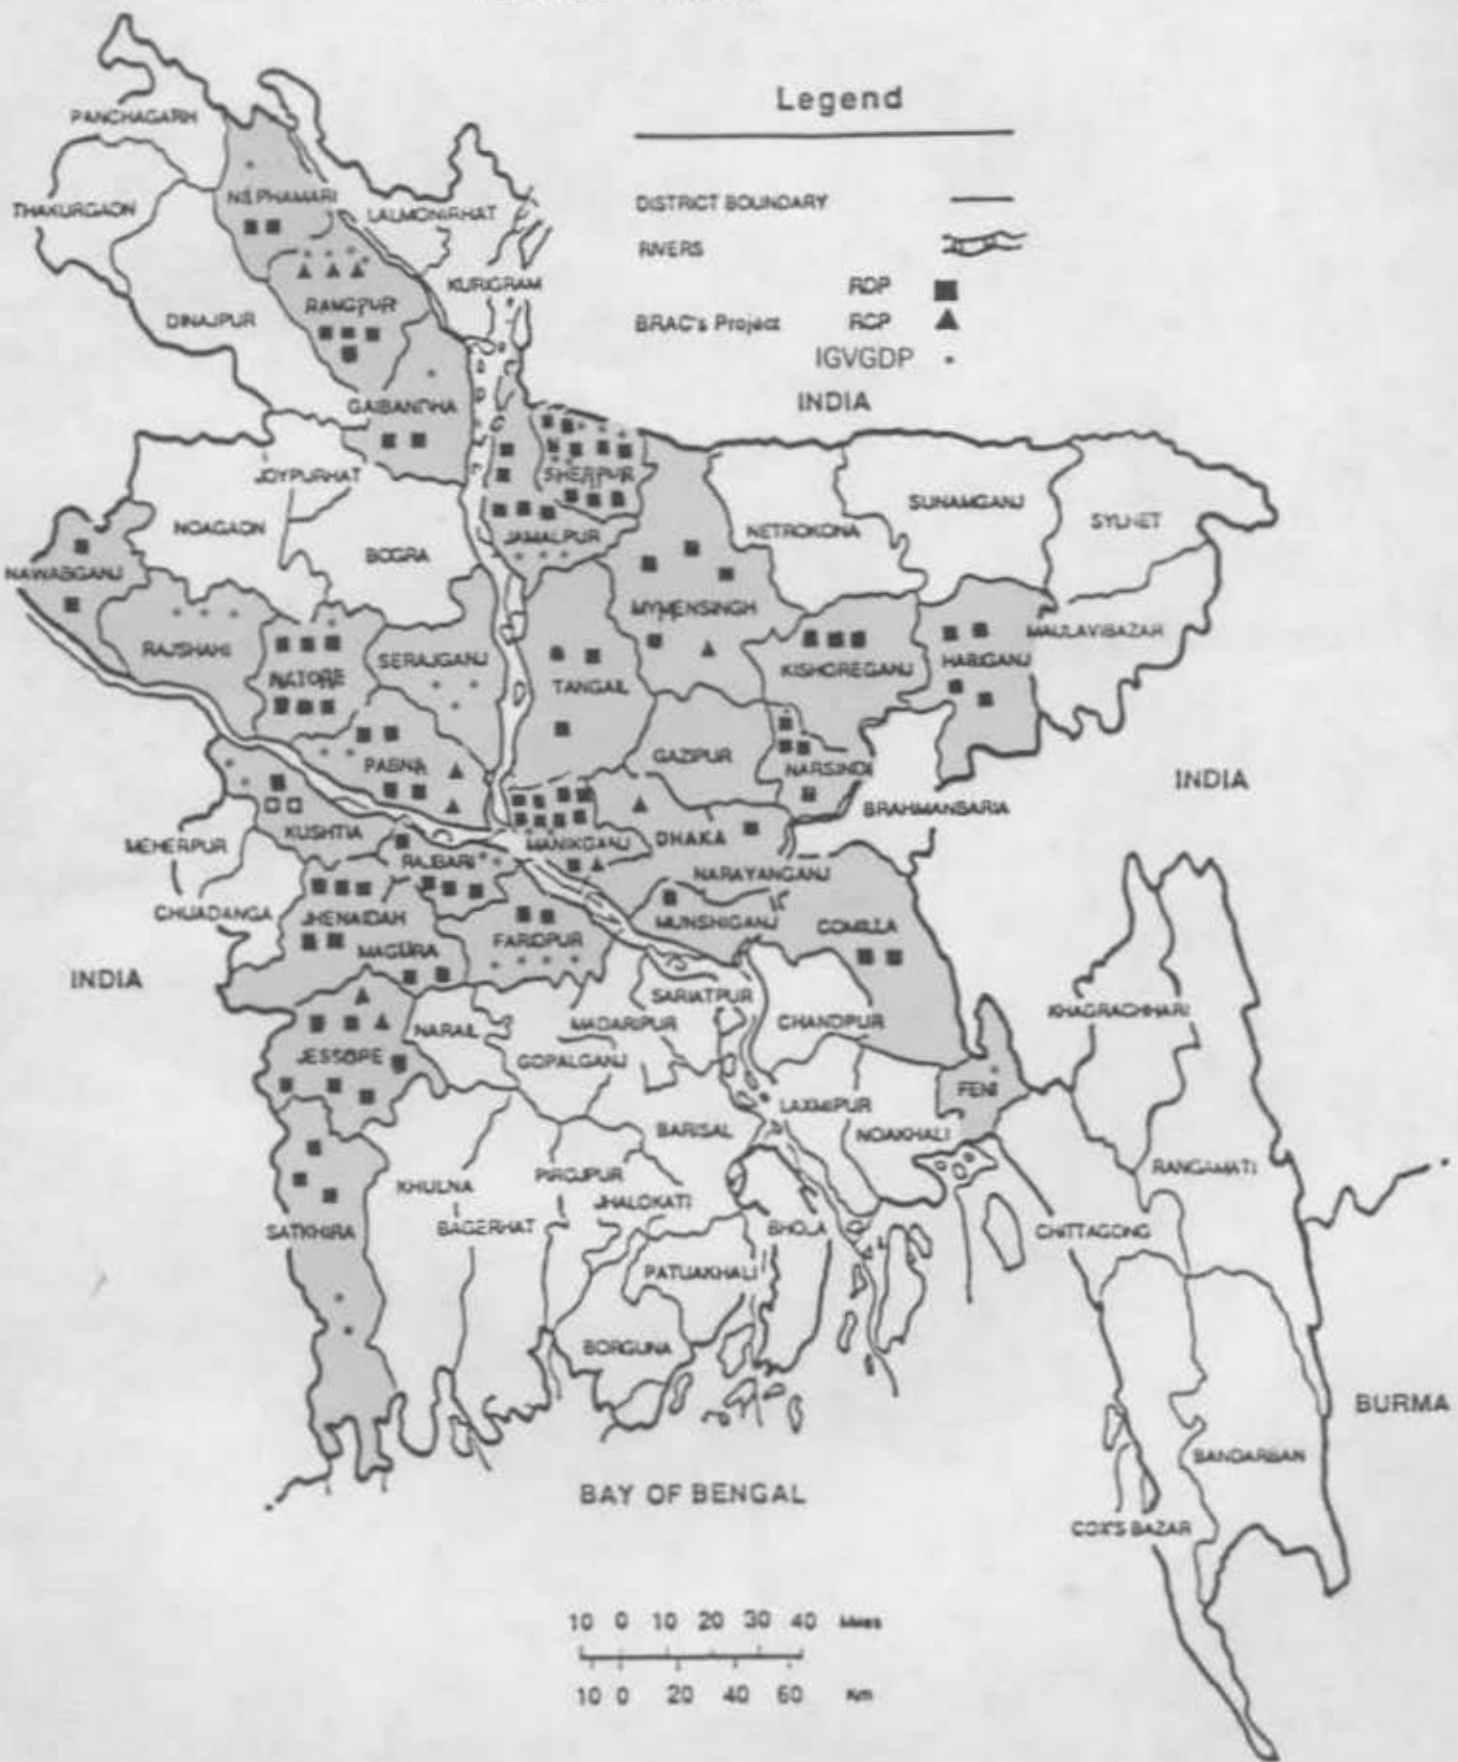 Legend
DISTRICT BOUNDARY
RIVERS
RDP
BRAC's Project RCP
IGVGDP
INDIA
PANCHAGARH
THAKURGAON
NILPHAMARI
LALMONIRHAT
KURIGRAM
DINAJPUR
RANGPUR
GAIBANDHA
JOYPURHAT
SHERPUR
NOAGAON
BOGRA
JAMALPUR
NETROKONA
SUNAMGANJ
SYLHET
NAWABGANJ
MYMENSINGH
RAJSHAHI
NATORE
SERAJGANJ
TANGAIL
KISHOREGANJ
HABIGANJ
MAULAVIBAZAR
PABNA
GAZIPUR
NARSINDI
INDIA
BRAHMANBARIA
MEHERPUR
KUSHTIA
RAJBARI
MANIKGANJ
DHAKA
NARAYANGANJ
CHUADANGA
JHENAIDAH
MAGURA
FARIDPUR
MUNSHIGANJ
COMILLA
INDIA
SARIATPUR
JESSORE
NARAIL
MADARIPUR
CHANDPUR
KHAGRACHHARI
GOPALGANJ
LAXMIPUR
FENI
BARISAL
NOAKHALI
KHULNA
PIROJPUR
JHALOKATI
RANGAMATI
SATKHIRA
BAGERHAT
BHOLA
CHITTAGONG
PATUAKHALI
BORGUNA
BURMA
BANDARBAN
BAY OF BENGAL
COX'S BAZAR
10 0 10 20 30 40 Miles
10 0 20 40 60 Km